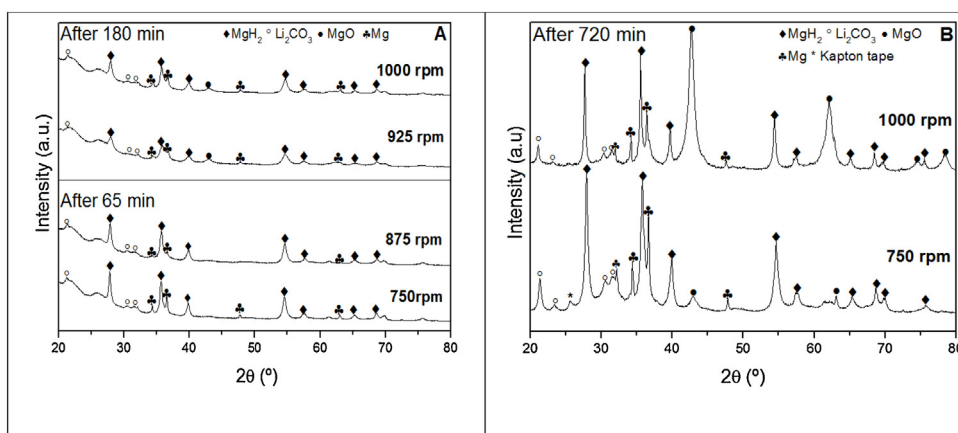 After 180 min
A
♦MgH₂ ○ Li₂CO₃ ●MgO ♣Mg
1000 rpm
925 rpm
After 65 min
875 rpm
750rpm
Intensity (a.u.)
20 30 40 50 60 70 80
2θ (º)
After 720 min
B
♦MgH₂ ○ Li₂CO₃ ●MgO
♣Mg * Kapton tape
1000 rpm
750 rpm
Intensity (a.u)
20 30 40 50 60 70 80
2θ (º)